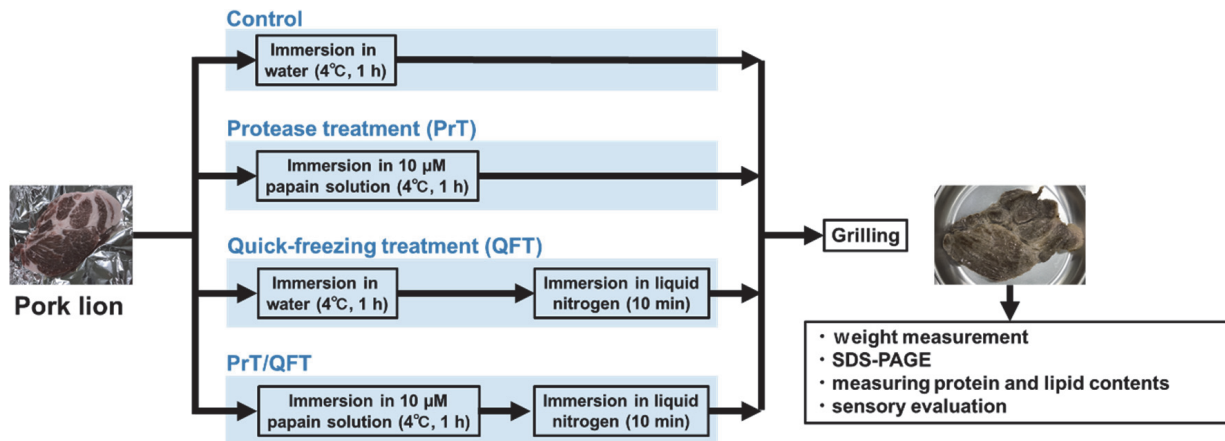 Control
Immersion in
water (4℃, 1 h)
Protease treatment (PrT)
Immersion in 10 µM
papain solution (4℃, 1 h)
Quick-freezing treatment (QFT)
Immersion in
water (4℃, 1 h)
Immersion in liquid
nitrogen (10 min)
PrT/QFT
Immersion in 10 µM
papain solution (4℃, 1 h)
Immersion in liquid
nitrogen (10 min)
Pork lion
Grilling
・ weight measurement
・ SDS-PAGE
・ measuring protein and lipid contents
・ sensory evaluation